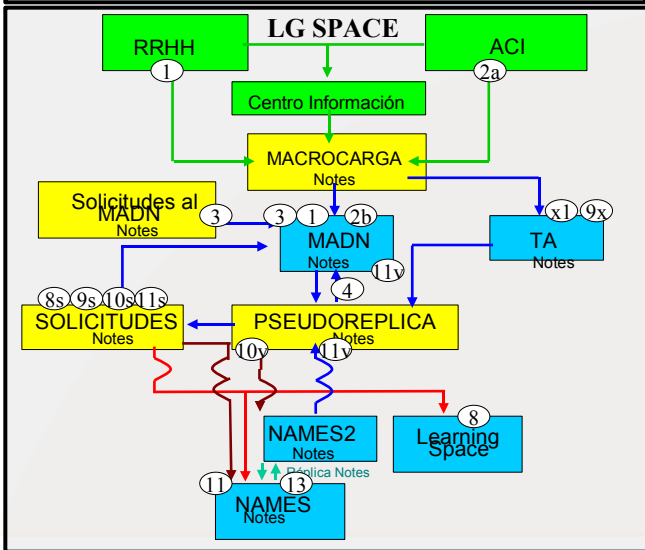 LG SPACE
RRHH
ACI
1
2a
Centro Información
MACROCARGA
Notes
Solicitudes al
MADN
Notes
3
3
1
2b
x1
9x
MADN
Notes
TA
Notes
11v
4
8s
9s
10s
11s
SOLICITUDES
Notes
PSEUDOREPLICA
Notes
10v
11v
8
NAMES2
Notes
Learning
Space
Réplica Notes
11
13
NAMES
Notes